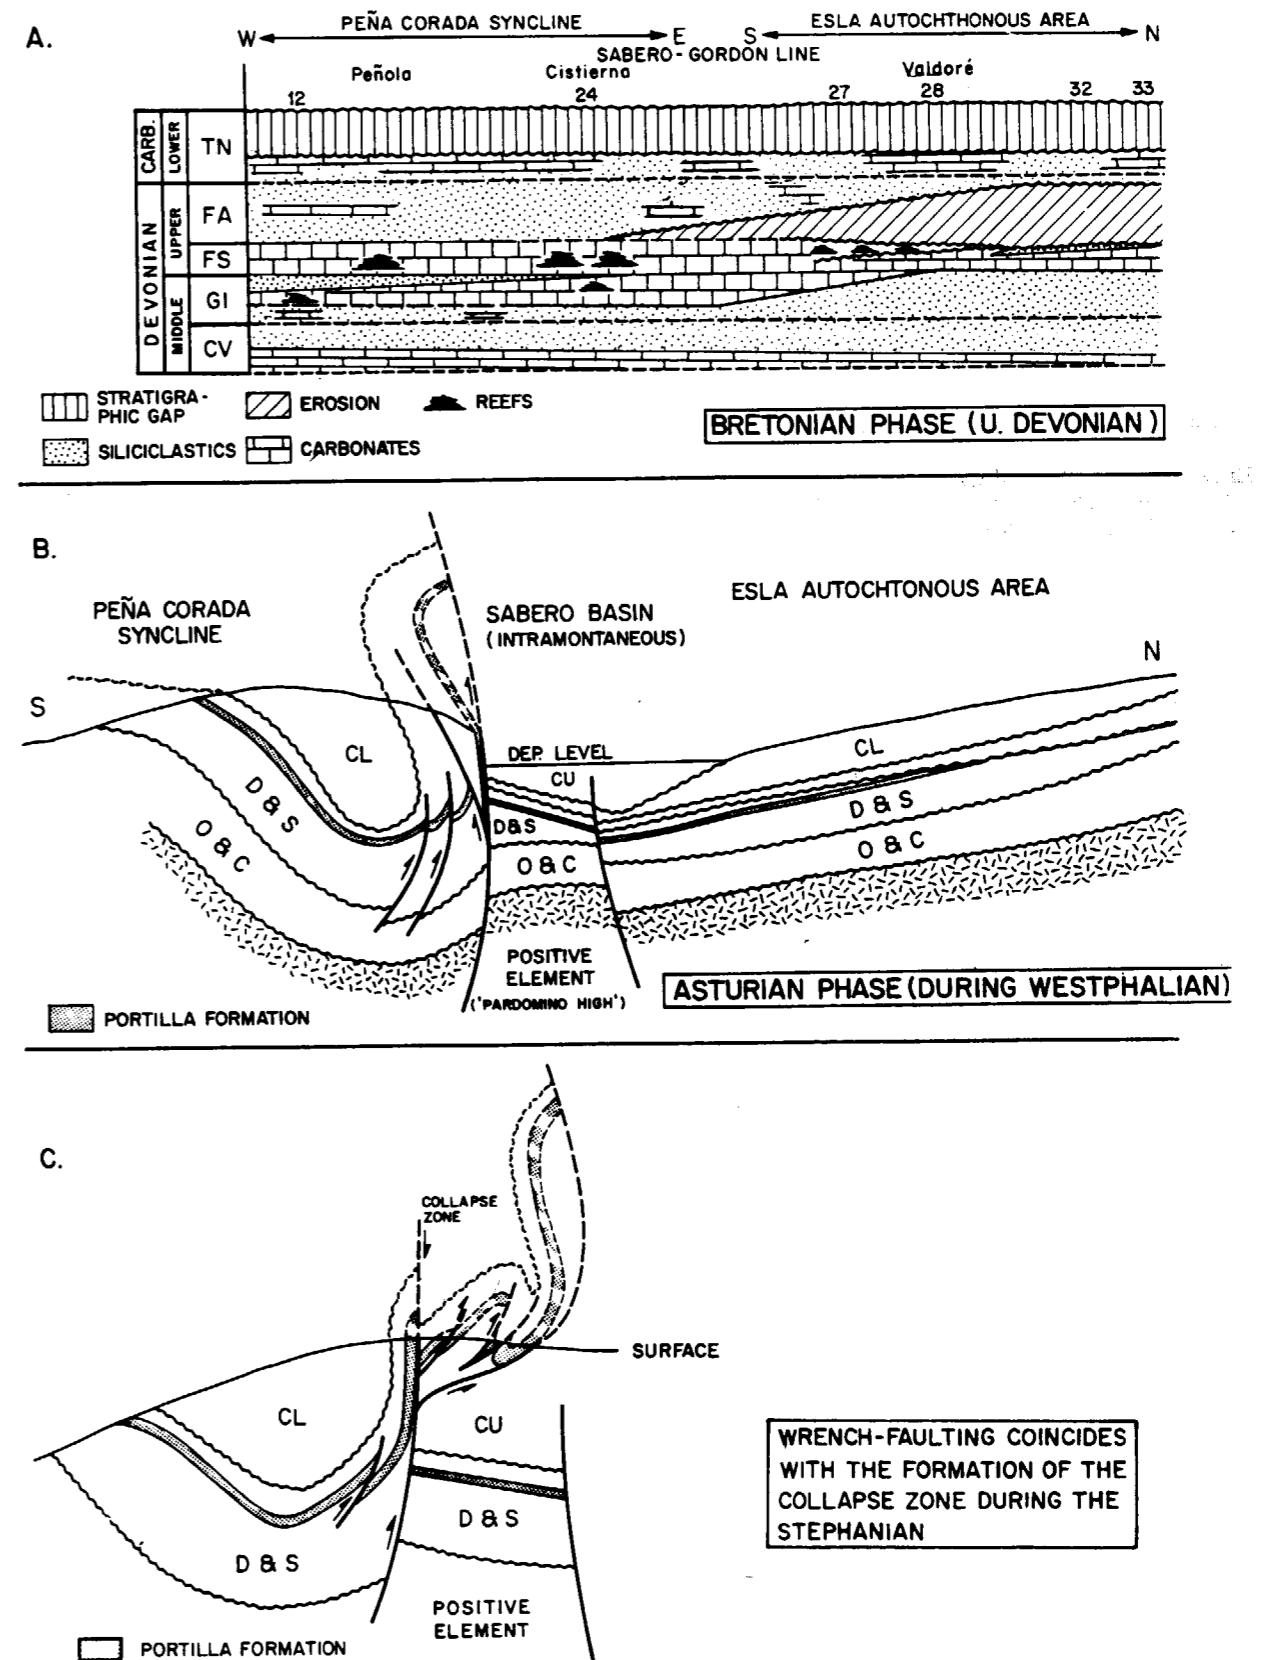 A.
PEÑA CORADA SYNCLINE
ESLA AUTOCHTHONOUS AREA
W E S N
SABERO-GORDON LINE
Peñola Cistierna Valdoré
12 24 27 28 32 33
CARB. LOWER TN
DEVONIAN UPPER FA
FS
MIDDLE GI
CV
STRATIGRA-
PHIC GAP
EROSION
REEFS
SILICICLASTICS
CARBONATES
BRETONIAN PHASE (U. DEVONIAN)
B.
PEÑA CORADA
SYNCLINE
SABERO BASIN
(INTRAMONTANEOUS)
ESLA AUTOCHTONOUS AREA
N
S
CL
DEP. LEVEL
CU
CL
D & S
D&S
D & S
O & C
O & C
O & C
POSITIVE
ELEMENT
('PARDOMINO HIGH')
ASTURIAN PHASE (DURING WESTPHALIAN)
PORTILLA FORMATION
C.
COLLAPSE
ZONE
SURFACE
CL
CU
D & S
D & S
POSITIVE
ELEMENT
WRENCH-FAULTING COINCIDES
WITH THE FORMATION OF THE
COLLAPSE ZONE DURING THE
STEPHANIAN
PORTILLA FORMATION